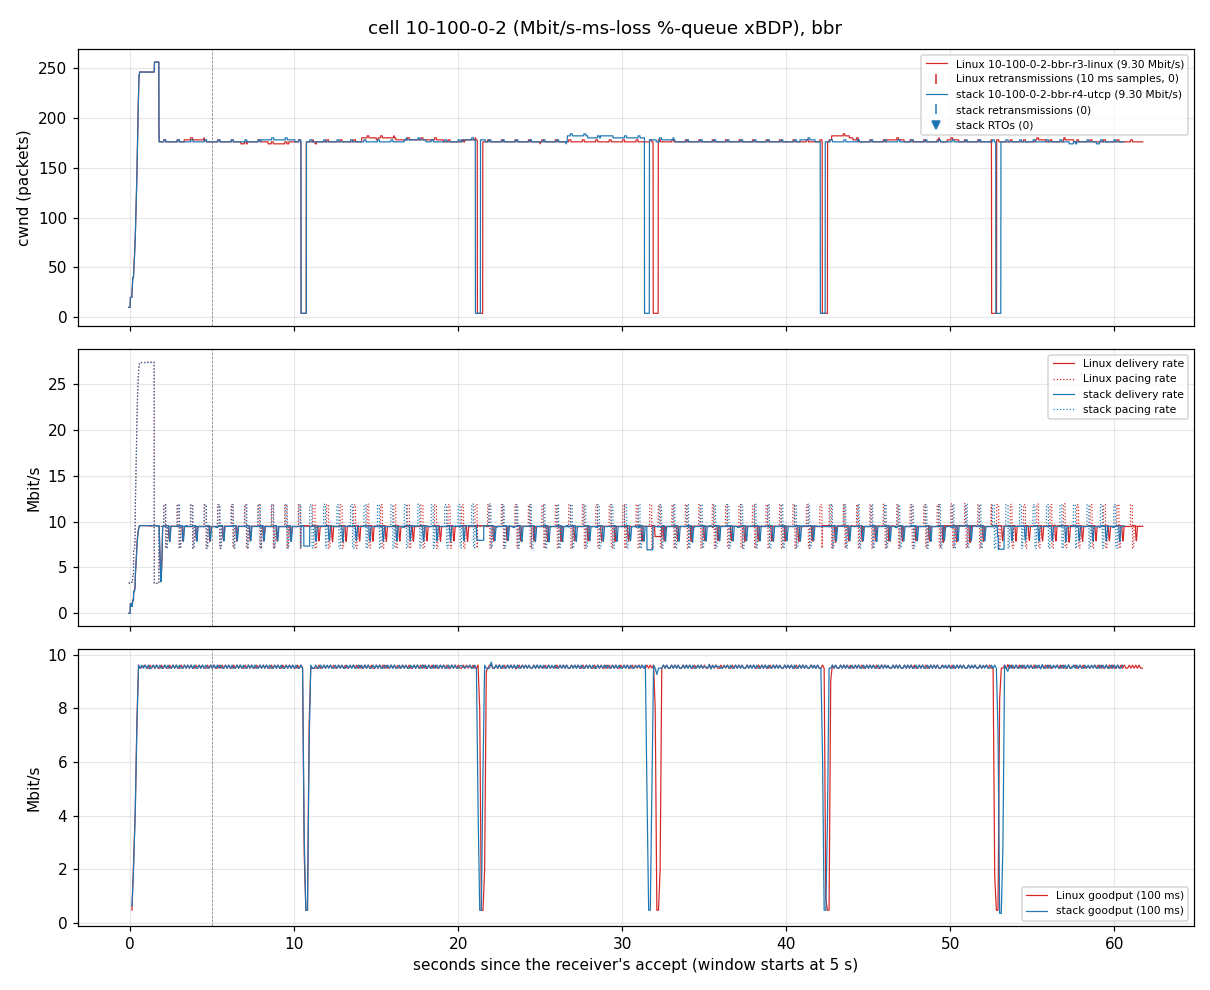 cell 10-100-0-2 (Mbit/s-ms-loss %-queue xBDP), bbr
cwnd (packets)
250
200
150
100
50
0
Linux 10-100-0-2-bbr-r3-linux (9.30 Mbit/s)
Linux retransmissions (10 ms samples, 0)
stack 10-100-0-2-bbr-r4-utcp (9.30 Mbit/s)
stack retransmissions (0)
stack RTOs (0)
Mbit/s
25
20
15
10
5
0
Linux delivery rate
Linux pacing rate
stack delivery rate
stack pacing rate
Mbit/s
10
8
6
4
2
0
Linux goodput (100 ms)
stack goodput (100 ms)
0 10 20 30 40 50 60
seconds since the receiver's accept (window starts at 5 s)